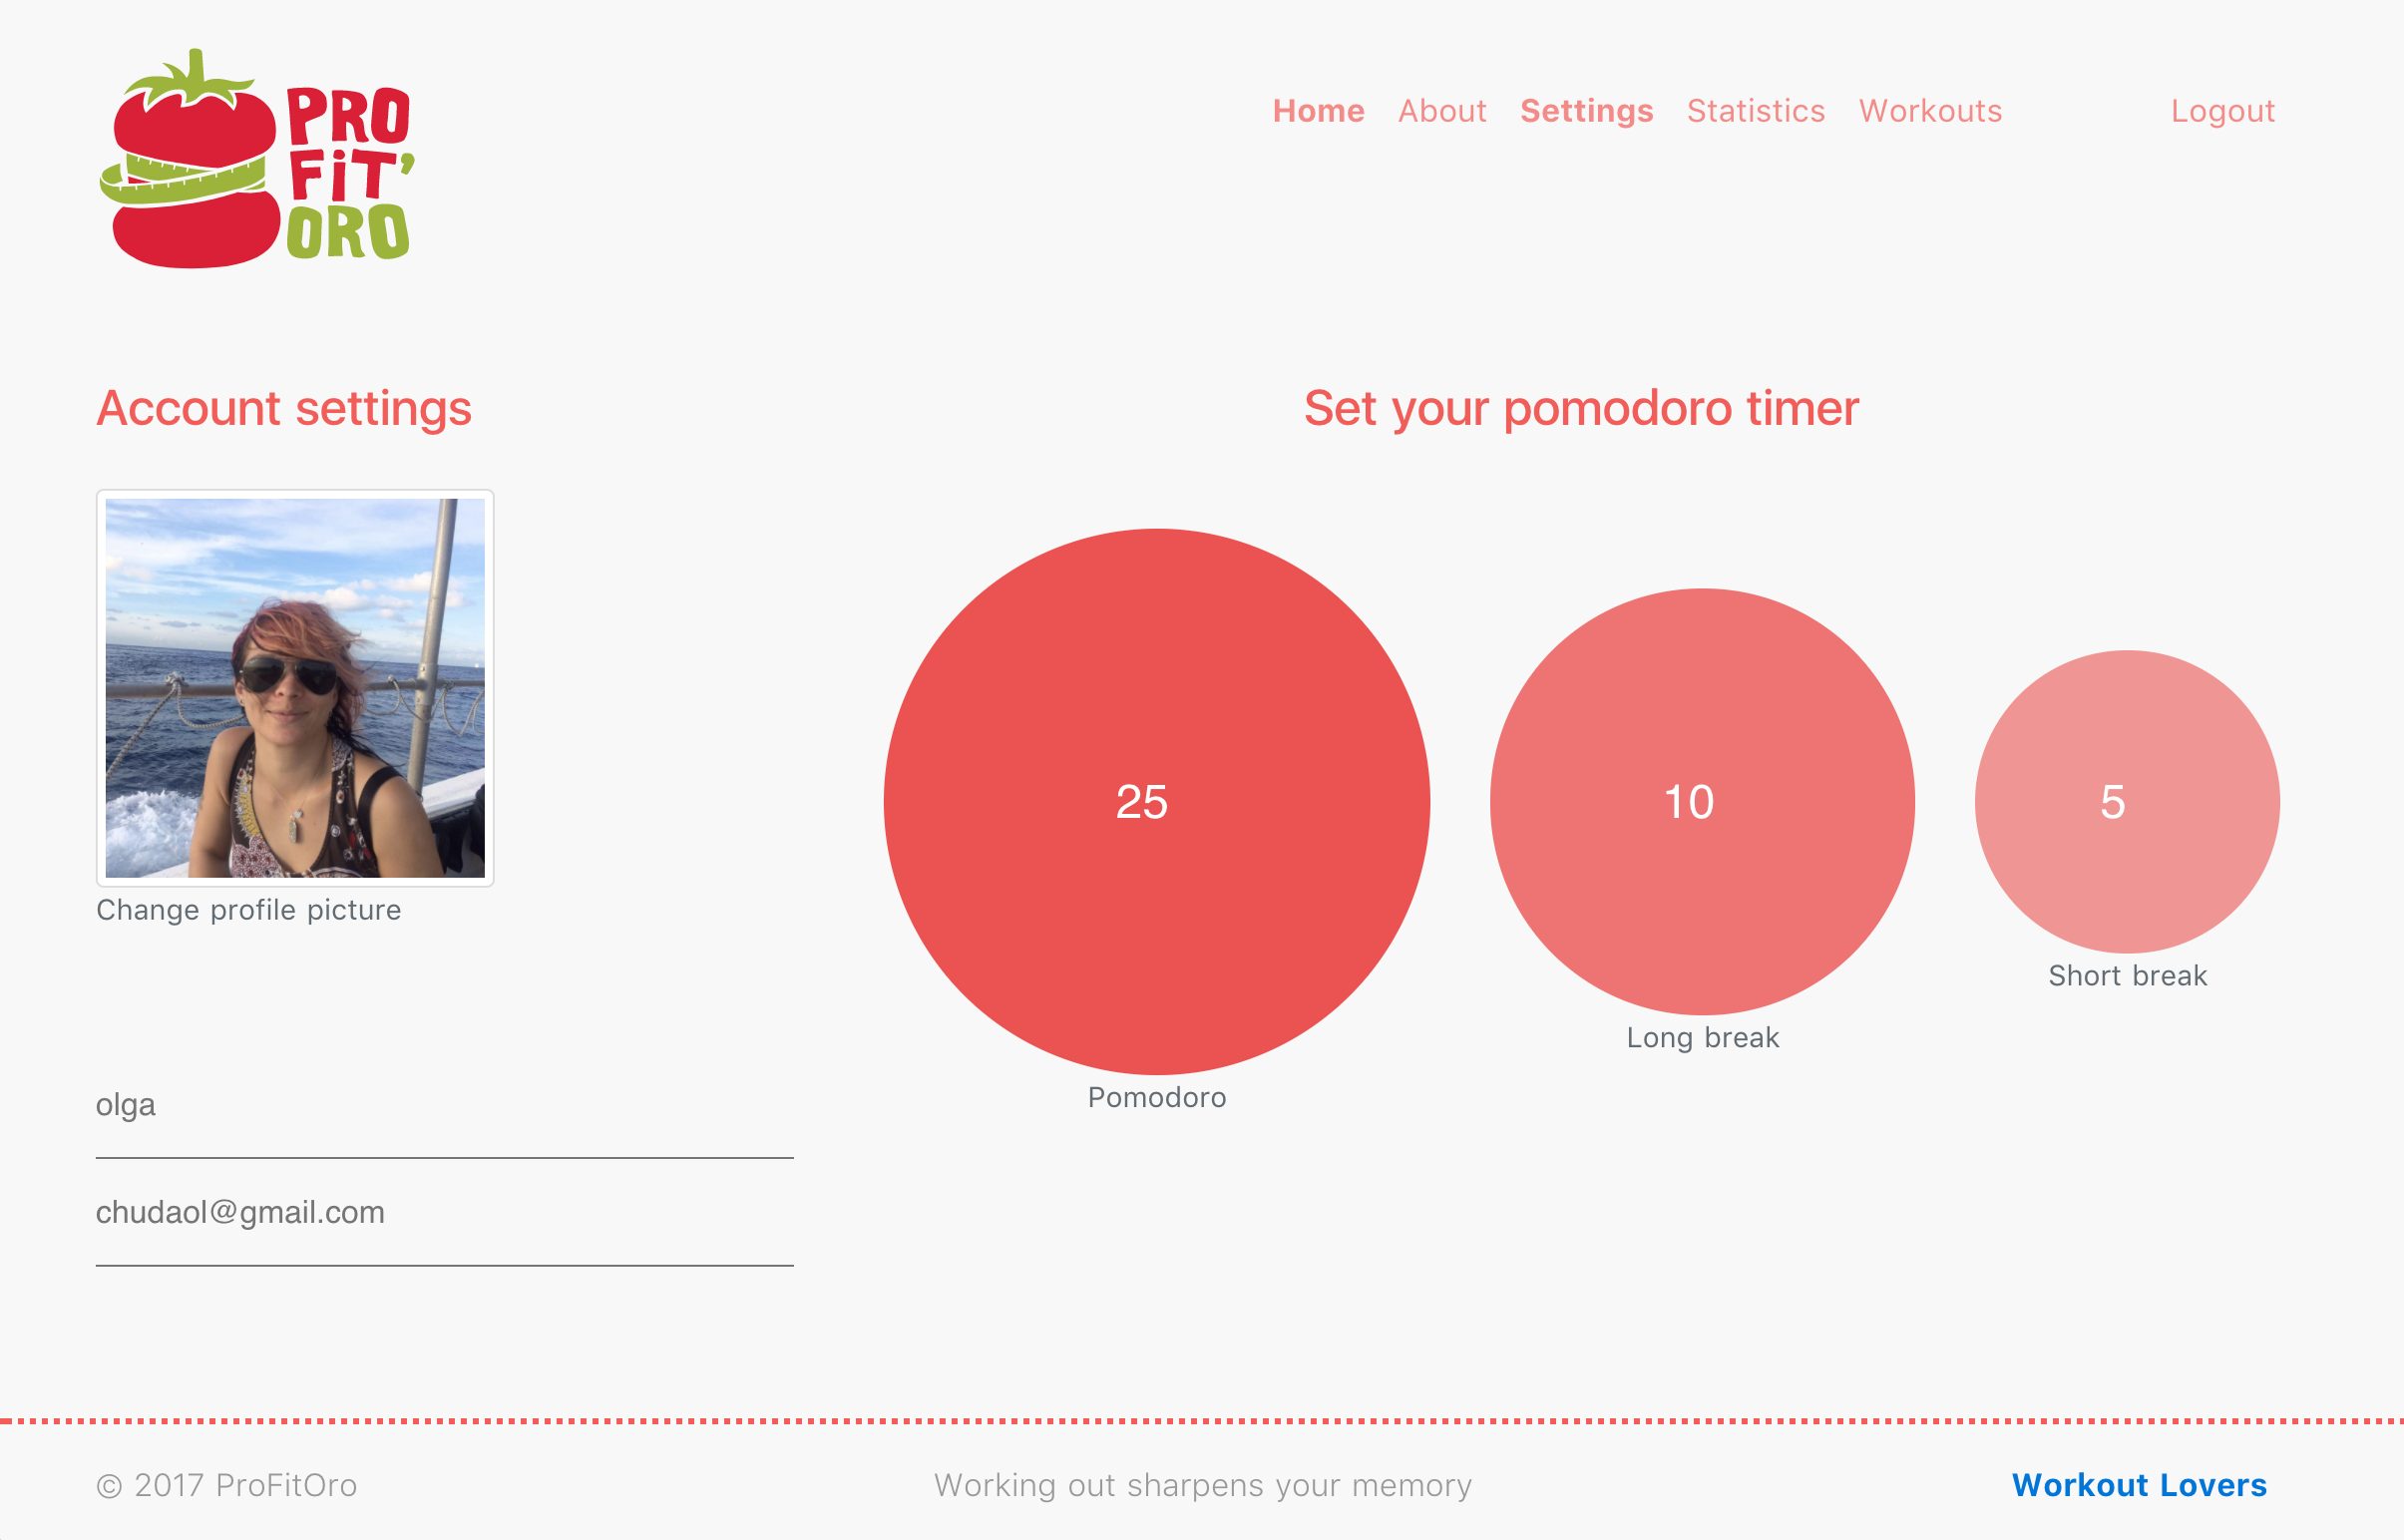 PRO
FiT'
ORO
Home About Settings Statistics Workouts Logout
Account settings
Set your pomodoro timer
25
10
5
Change profile picture
Short break
Long break
Pomodoro
olga
chudaol@gmail.com
© 2017 ProFitOro
Working out sharpens your memory
Workout Lovers